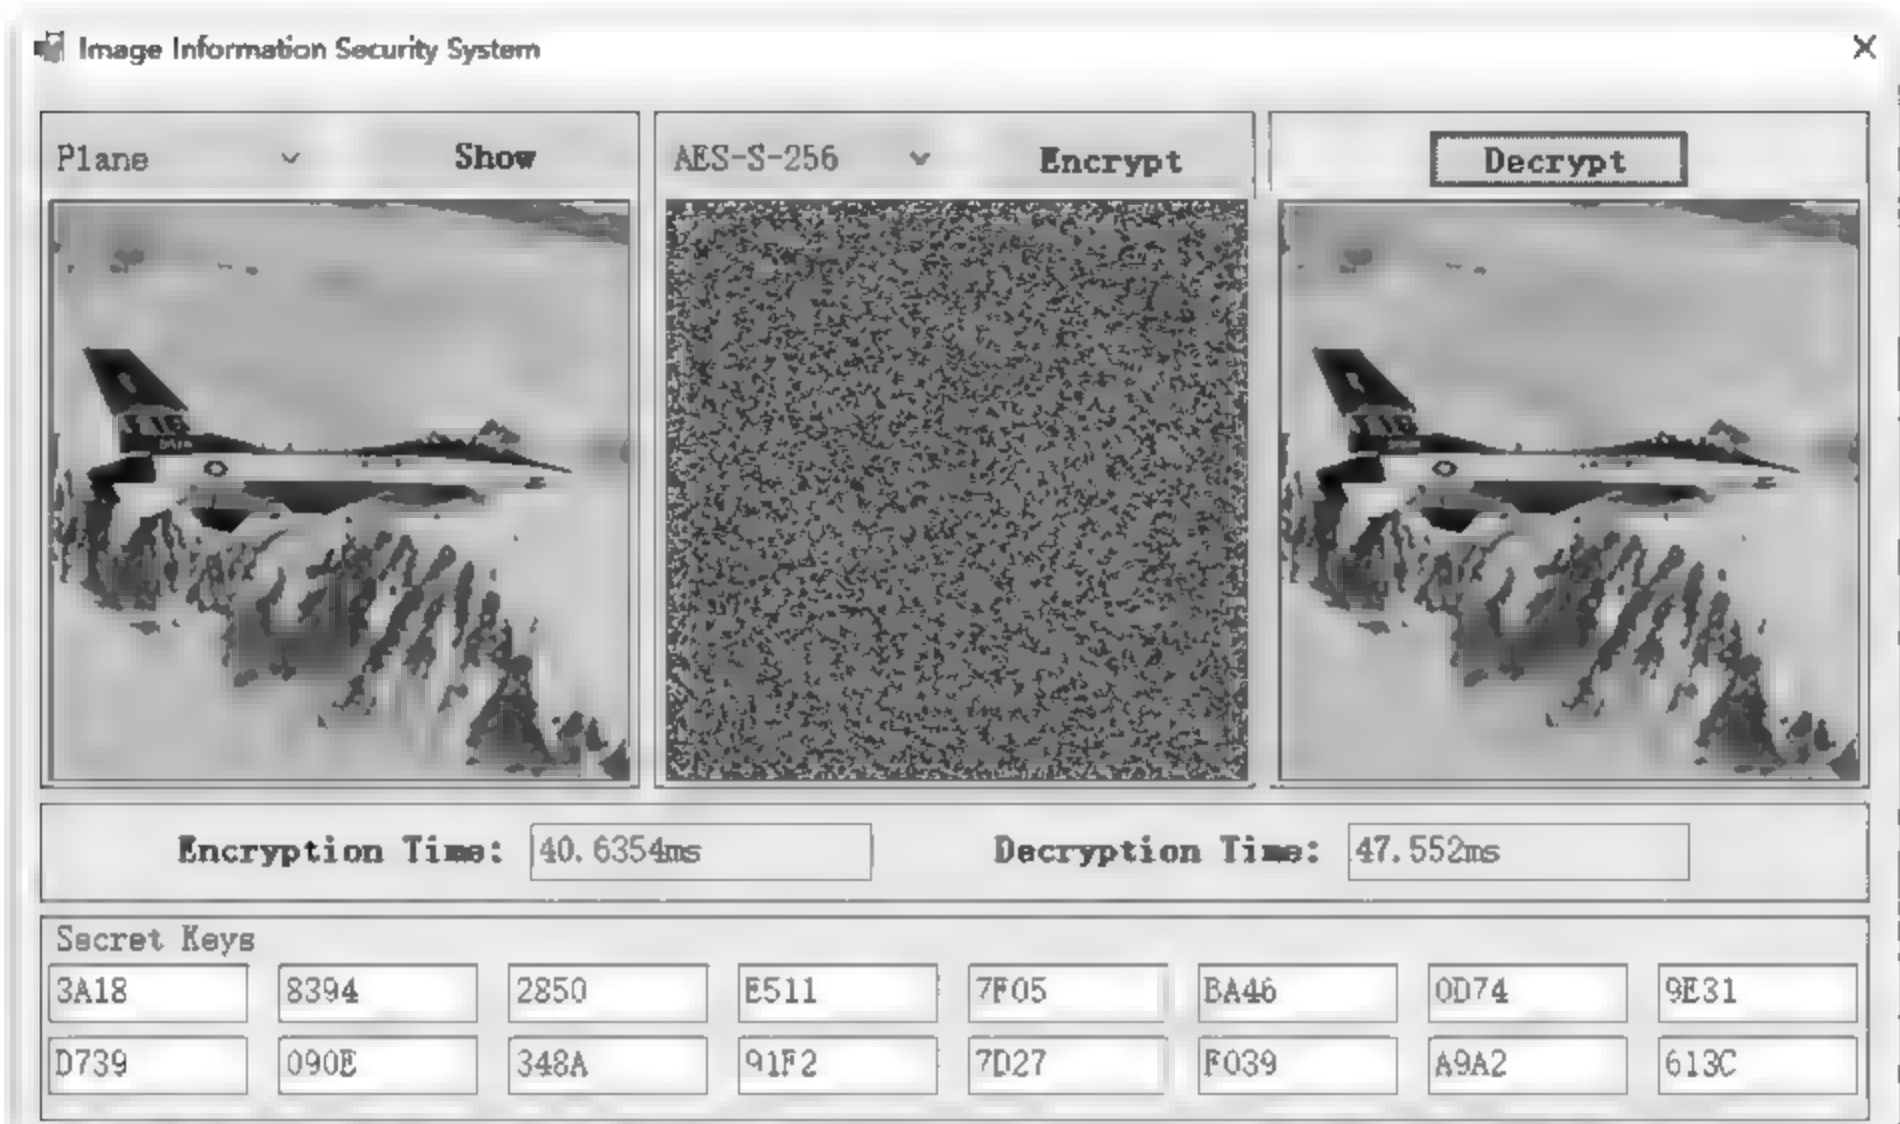 Image Information Security System
Plane Show AES-S-256 Encrypt Decrypt
Encryption Time: 40.6354ms Decryption Time: 47.552ms
Secret Keys
3A18 8394 2850 E511 7F05 BA46 0D74 9E31
D739 090E 348A 91F2 7D27 F039 A9A2 613C